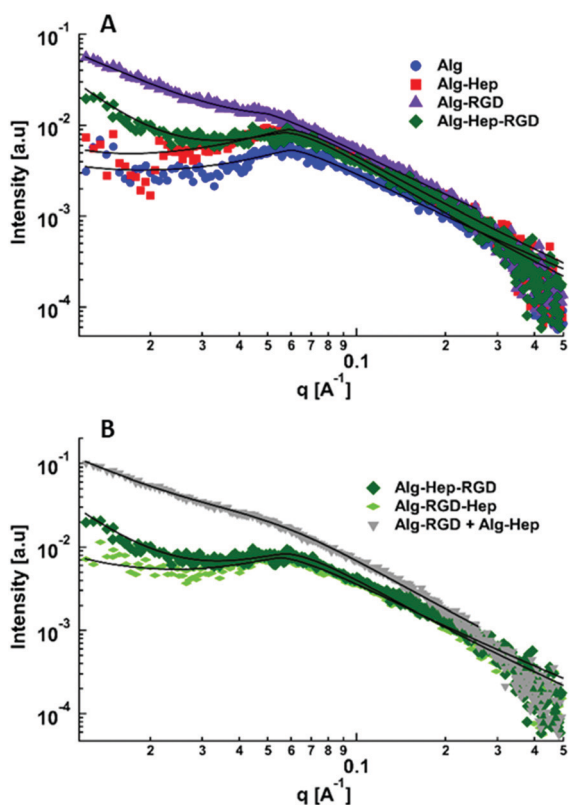 A
10⁻¹
10⁻²
10⁻³
10⁻⁴
Intensity [a.u]
Alg
Alg-Hep
Alg-RGD
Alg-Hep-RGD
2 3 4 5 6 7 8 9 0.1 2 3 4 5
q [A⁻¹]
B
10⁻¹
10⁻²
10⁻³
10⁻⁴
Intensity [a.u]
Alg-Hep-RGD
Alg-RGD-Hep
Alg-RGD + Alg-Hep
2 3 4 5 6 7 8 9 0.1 2 3 4 5
q [A⁻¹]